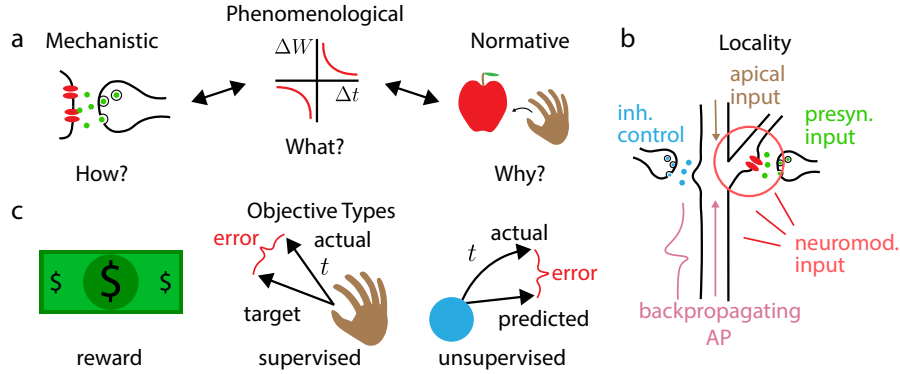 a
Mechanistic
How?
Phenomenological
ΔW
Δt
What?
Normative
Why?
b
Locality
apical
input
inh.
control
presyn.
input
neuromod.
input
backpropagating
AP
c
Objective Types
$ $ $
reward
error
actual
t
target
supervised
t
actual
error
predicted
unsupervised